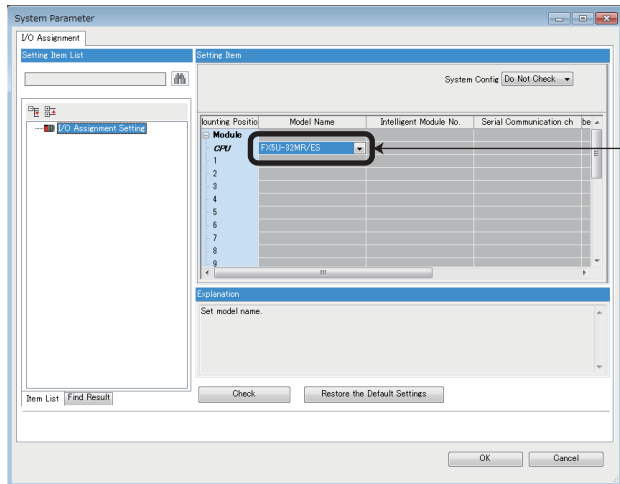 System Parameter
I/O Assignment
Setting Item List
Setting Item
System Config Do Not Check
lounting Positio Model Name Intelligent Module No. Serial Communication ch be
Module
CPU FX5U-32MR/ES
1
2
3
4
5
6
7
8
9
I/O Assignment Setting
Explanation
Set model name.
Item List Find Result
Check Restore the Default Settings
OK Cancel